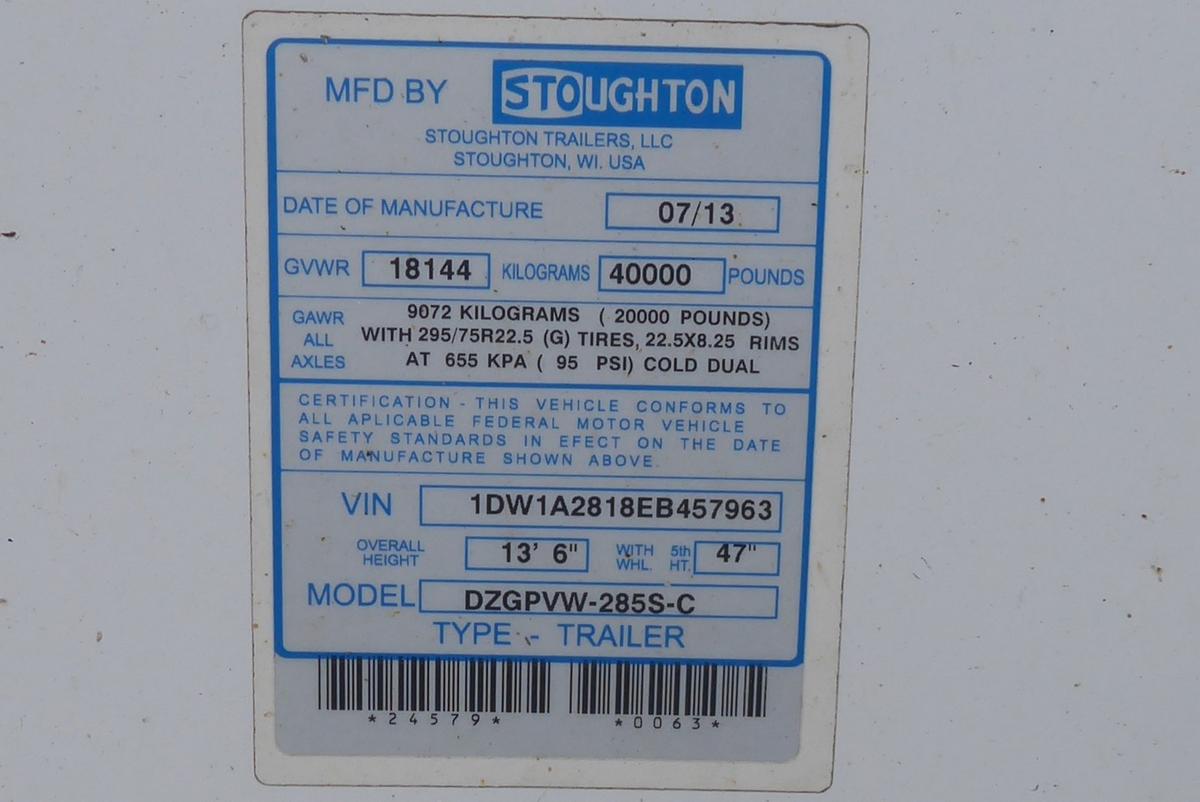 MFD BY STOUGHTON
STOUGHTON TRAILERS, LLC
STOUGHTON, WI. USA
DATE OF MANUFACTURE 07/13
GVWR 18144 KILOGRAMS 40000 POUNDS
GAWR ALL AXLES
9072 KILOGRAMS ( 20000 POUNDS)
WITH 295/75R22.5 (G) TIRES, 22.5X8.25 RIMS
AT 655 KPA ( 95 PSI) COLD DUAL
CERTIFICATION - THIS VEHICLE CONFORMS TO
ALL APLICABLE FEDERAL MOTOR VEHICLE
SAFETY STANDARDS IN EFECT ON THE DATE
OF MANUFACTURE SHOWN ABOVE.
VIN 1DW1A2818EB457963
OVERALL HEIGHT 13' 6" WITH WHL. 5th HT. 47"
MODEL DZGPVW-285S-C
TYPE - TRAILER
*24579* *0063*